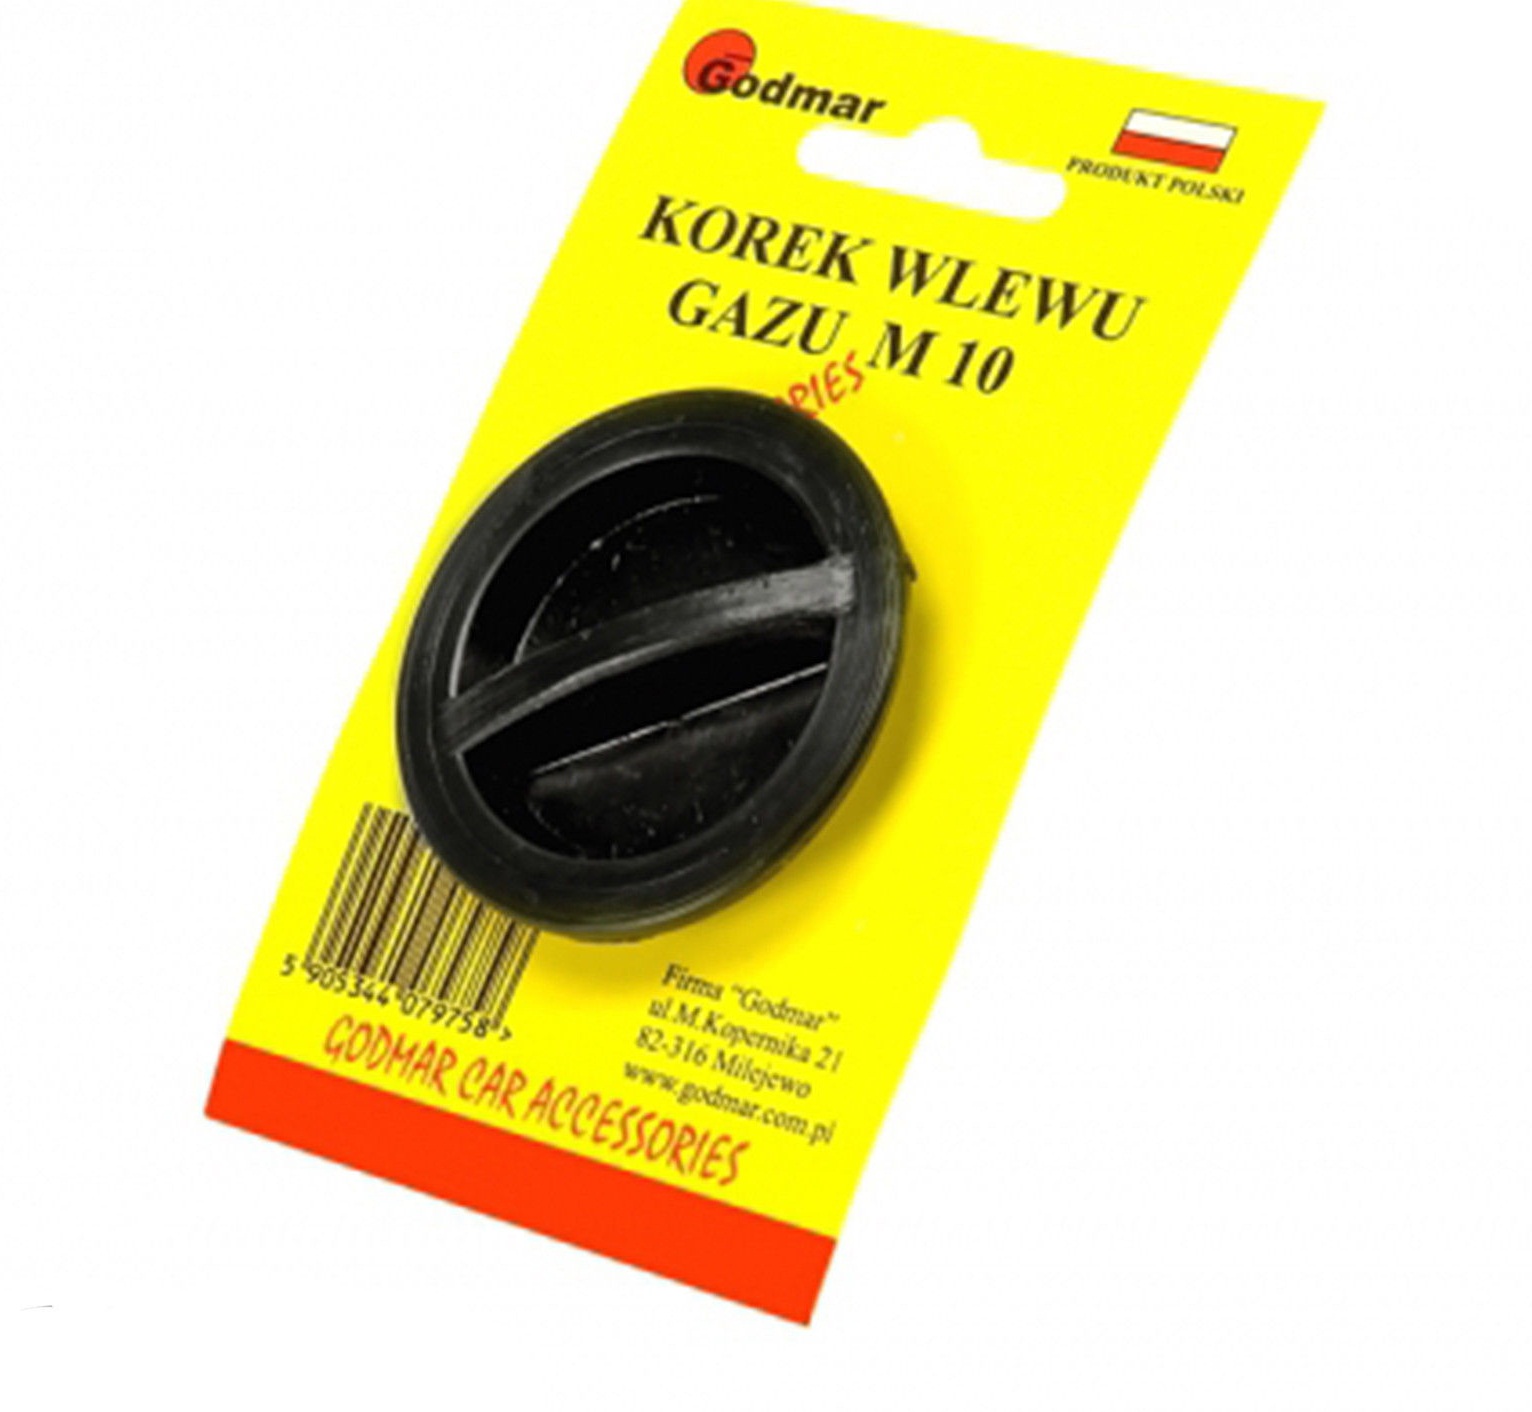 Godmar
PRODUKT POLSKI
KOREK WLEWU
GAZU M 10
RIES
5 905344 079758 >
Firma "Godmar"
ul.M.Kopernika 21
82-316 Milejewo
www.godmar.com.pl
GODMAR CAR ACCESSORIES